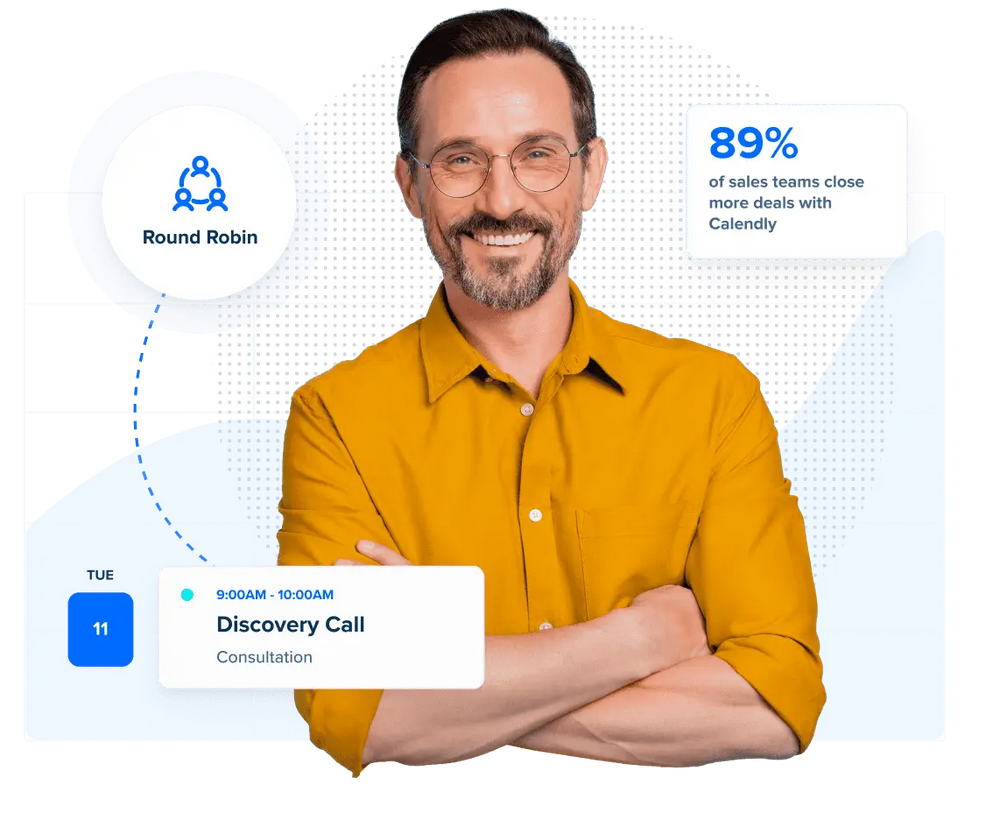 89%
of sales teams close
more deals with
Calendly
Round Robin
TUE
11
9:00AM - 10:00AM
Discovery Call
Consultation